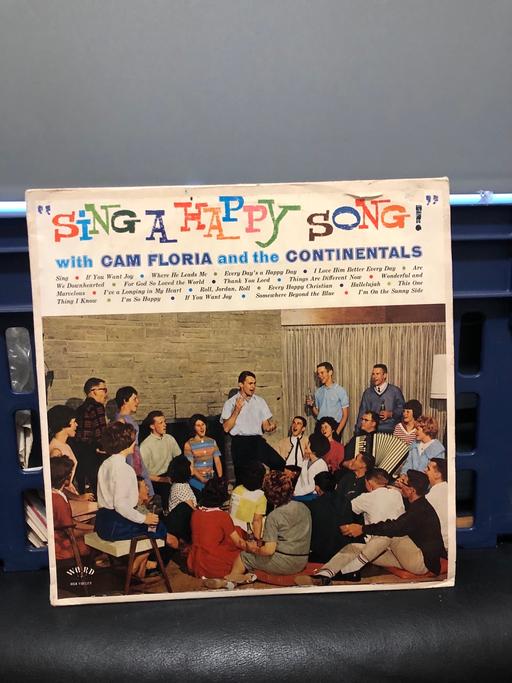 "SING A HAPPY SONG!"
with CAM FLORIA and the CONTINENTALS
Sing • If You Want Joy • Where He Leads Me • Every Day's a Happy Day • I Love Him Better Every Day • Are
We Downhearted • For God So Loved the World • Thank You Lord • Things Are Different Now • Wonderful and
Marvelous • I've a Longing in My Heart • Roll, Jordan, Roll • Every Happy Christian • Hallelujah • This One
Thing I Know • I'm So Happy • If You Want Joy • Somewhere Beyond the Blue • I'm On the Sunny Side
WORD
HIGH FIDELITY